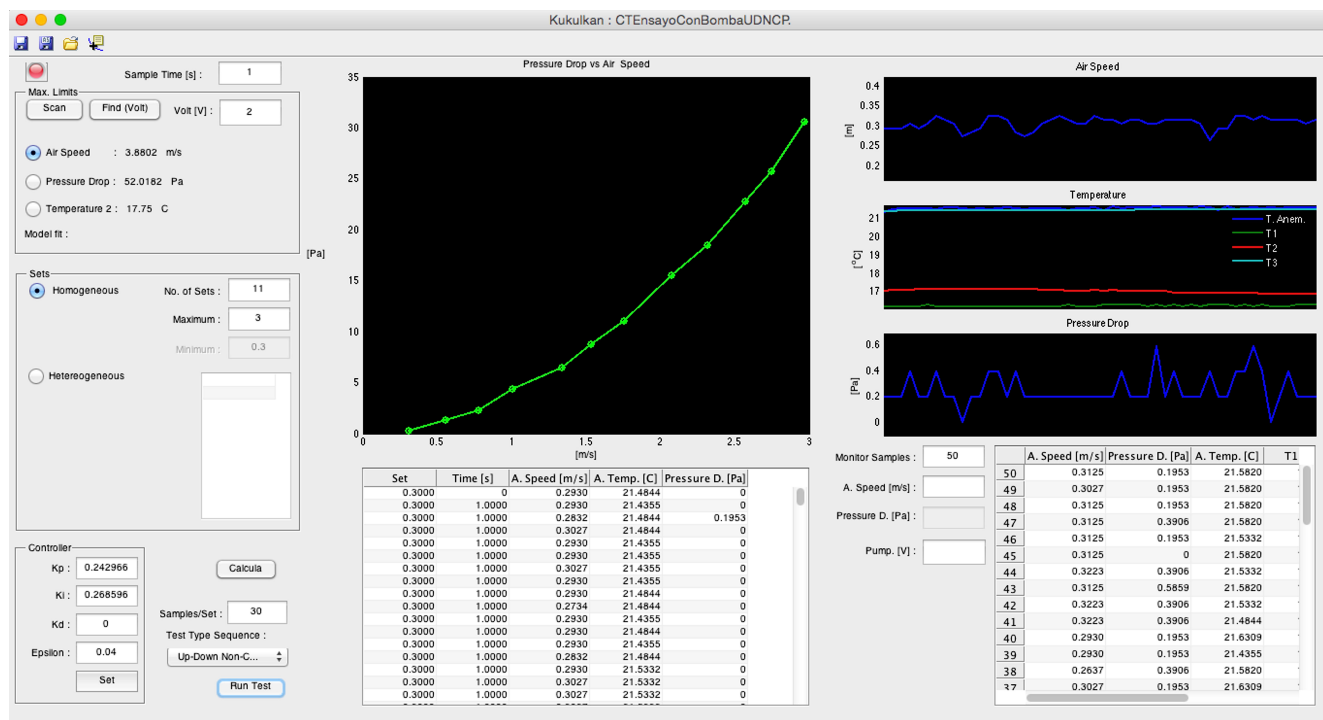 Kukulkan : CTEnsayoConBombaUDNCP.
Sample Time [s] : 1
Max. Limits
Scan
Find (Volt)
Volt [V] : 2
Air Speed : 3.8802 m/s
Pressure Drop : 52.0182 Pa
Temperature 2 : 17.75 C
Model fit :
Sets
Homogeneous
No. of Sets : 11
Maximum : 3
Minimum : 0.3
Hetereogeneous
Controller
Kp : 0.242966
Ki : 0.268596
Kd : 0
Epsilon : 0.04
Set
Calcula
Samples/Set : 30
Test Type Sequence :
Up-Down Non-C...
Run Test
Pressure Drop vs Air Speed
[Pa]
35
30
25
20
15
10
5
0
0 0.5 1 1.5 2 2.5 3
[m/s]
Set Time [s] A. Speed [m/s] A. Temp. [C] Pressure D. [Pa]
0.3000 0 0.2930 21.4844 0
0.3000 1.0000 0.2930 21.4355 0
0.3000 1.0000 0.2832 21.4844 0.1953
0.3000 1.0000 0.3027 21.4844 0
0.3000 1.0000 0.2930 21.4355 0
0.3000 1.0000 0.2930 21.4355 0
0.3000 1.0000 0.3027 21.4355 0
0.3000 1.0000 0.2930 21.4355 0
0.3000 1.0000 0.2930 21.4844 0
0.3000 1.0000 0.2734 21.4844 0
0.3000 1.0000 0.2930 21.4355 0
0.3000 1.0000 0.2930 21.4844 0
0.3000 1.0000 0.2930 21.4355 0
0.3000 1.0000 0.2832 21.4844 0
0.3000 1.0000 0.2930 21.5332 0
0.3000 1.0000 0.3027 21.5332 0
0.3000 1.0000 0.3027 21.5332 0
Air Speed
[m]
0.4
0.35
0.3
0.25
0.2
Temperature
[°C]
21
20
19
18
17
T. Anem.
T1
T2
T3
Pressure Drop
[Pa]
0.6
0.4
0.2
0
Monitor Samples : 50
A. Speed [m/s] :
Pressure D. [Pa] :
Pump. [V] :
A. Speed [m/s] Pressure D. [Pa] A. Temp. [C] T1
50 0.3125 0.1953 21.5820
49 0.3027 0.1953 21.5820
48 0.3125 0.1953 21.5820
47 0.3125 0.3906 21.5820
46 0.3125 0.1953 21.5332
45 0.3125 0 21.5820
44 0.3223 0.3906 21.5332
43 0.3125 0.5859 21.5820
42 0.3223 0.3906 21.5332
41 0.3223 0.3906 21.4844
40 0.2930 0.1953 21.6309
39 0.2930 0.1953 21.4355
38 0.2637 0.3906 21.5820
37 0.3027 0.1953 21.6309